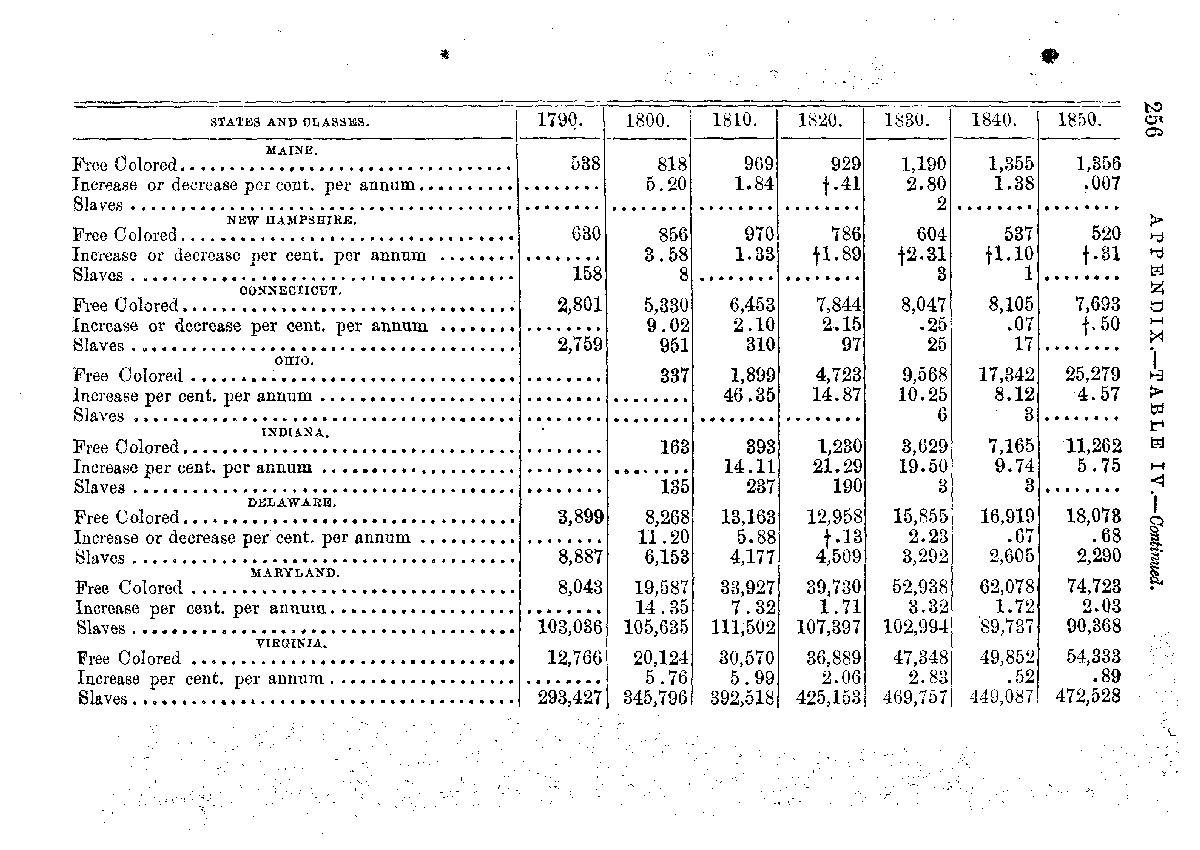 256 APPENDIX.—TABLE IV.—Continued.
STATES AND CLASSES. 1790. 1800. 1810. 1820. 1830. 1840. 1850.
MAINE.
Free Colored 538 818 969 929 1,190 1,355 1,356
Increase or decrease per cent. per annum ........ 5.20 1.84 †.41 2.80 1.38 .007
Slaves ........ ........ ........ ........ 2 ........ ........
NEW HAMPSHIRE.
Free Colored 630 856 970 786 604 537 520
Increase or decrease per cent. per annum ........ 3.58 1.33 †1.89 †2.31 †1.10 †.31
Slaves 158 8 ........ ........ 3 1 ........
CONNECTICUT.
Free Colored 2,801 5,330 6,453 7,844 8,047 8,105 7,693
Increase or decrease per cent. per annum ........ 9.02 2.10 2.15 .25 .07 †.50
Slaves 2,759 951 310 97 25 17 ........
OHIO.
Free Colored ........ 337 1,899 4,723 9,568 17,342 25,279
Increase per cent. per annum ........ ........ 46.35 14.87 10.25 8.12 4.57
Slaves ........ ........ ........ ........ 6 3 ........
INDIANA.
Free Colored ........ 163 393 1,230 3,629 7,165 11,262
Increase per cent. per annum ........ ........ 14.11 21.29 19.50 9.74 5.75
Slaves ........ 135 237 190 3 3 ........
DELAWARE.
Free Colored 3,899 8,268 13,163 12,958 15,855 16,919 18,073
Increase or decrease per cent. per annum ........ 11.20 5.88 †.13 2.23 .67 .68
Slaves 8,887 6,153 4,177 4,509 3,292 2,605 2,290
MARYLAND.
Free Colored 8,043 19,587 33,927 39,730 52,938 62,078 74,723
Increase per cent. per annum ........ 14.35 7.32 1.71 3.32 1.72 2.03
Slaves 103,036 105,635 111,502 107,397 102,994 89,737 90,368
VIRGINIA.
Free Colored 12,766 20,124 30,570 36,889 47,348 49,852 54,333
Increase per cent. per annum ........ 5.76 5.99 2.06 2.83 .52 .89
Slaves 293,427 345,796 392,518 425,153 469,757 449,087 472,528